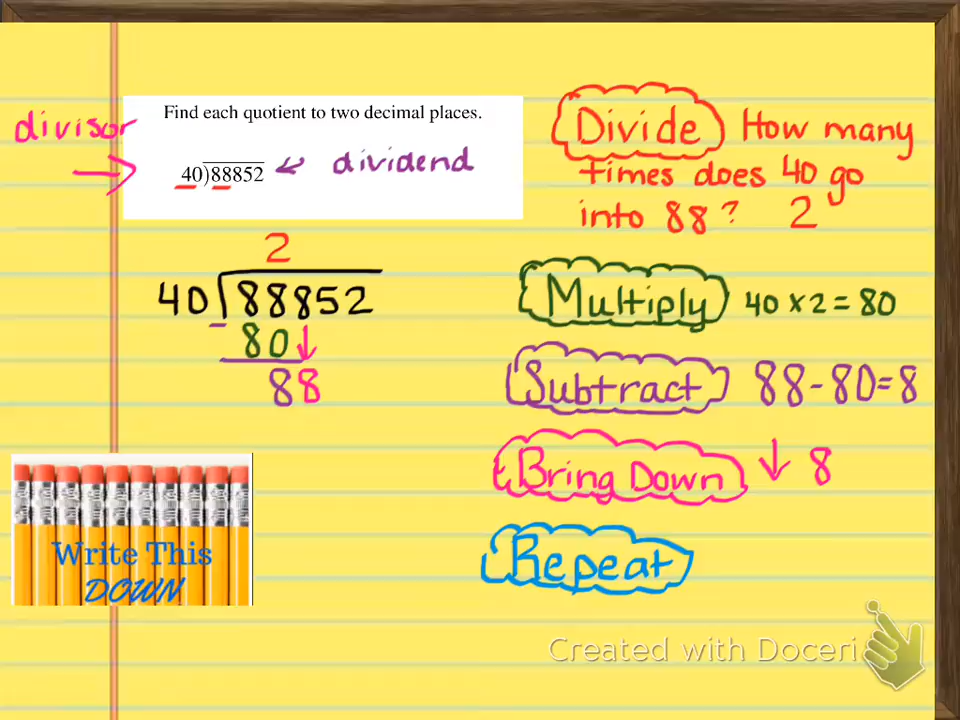 divisor
Find each quotient to two decimal places.
40)88852
dividend
2
40 88852
80
88
Divide How many
times does 40 go
into 88? 2
Multiply 40 x 2 = 80
Subtract 88-80=8
Bring Down ↓ 8
Repeat
Write This
DOWN
Created with Doceri